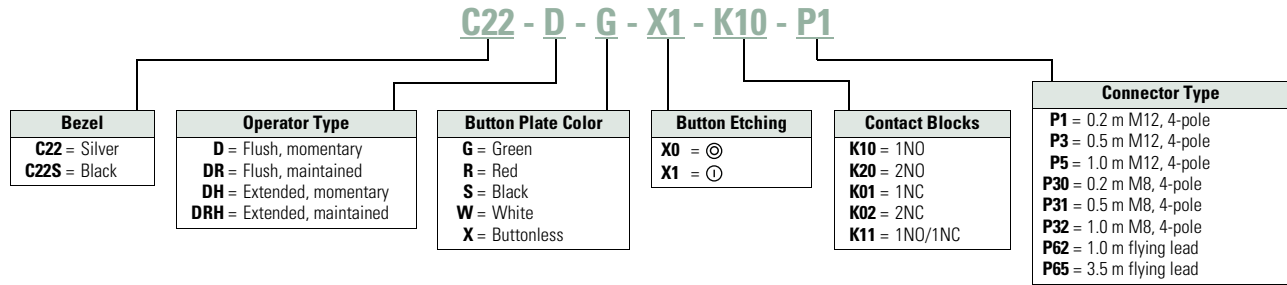 C22 - D - G - X1 - K10 - P1
Bezel
C22 = Silver
C22S = Black
Operator Type
D = Flush, momentary
DR = Flush, maintained
DH = Extended, momentary
DRH = Extended, maintained
Button Plate Color
G = Green
R = Red
S = Black
W = White
X = Buttonless
Button Etching
X0 =
X1 =
Contact Blocks
K10 = 1NO
K20 = 2NO
K01 = 1NC
K02 = 2NC
K11 = 1NO/1NC
Connector Type
P1 = 0.2 m M12, 4-pole
P3 = 0.5 m M12, 4-pole
P5 = 1.0 m M12, 4-pole
P30 = 0.2 m M8, 4-pole
P31 = 0.5 m M8, 4-pole
P32 = 1.0 m M8, 4-pole
P62 = 1.0 m flying lead
P65 = 3.5 m flying lead